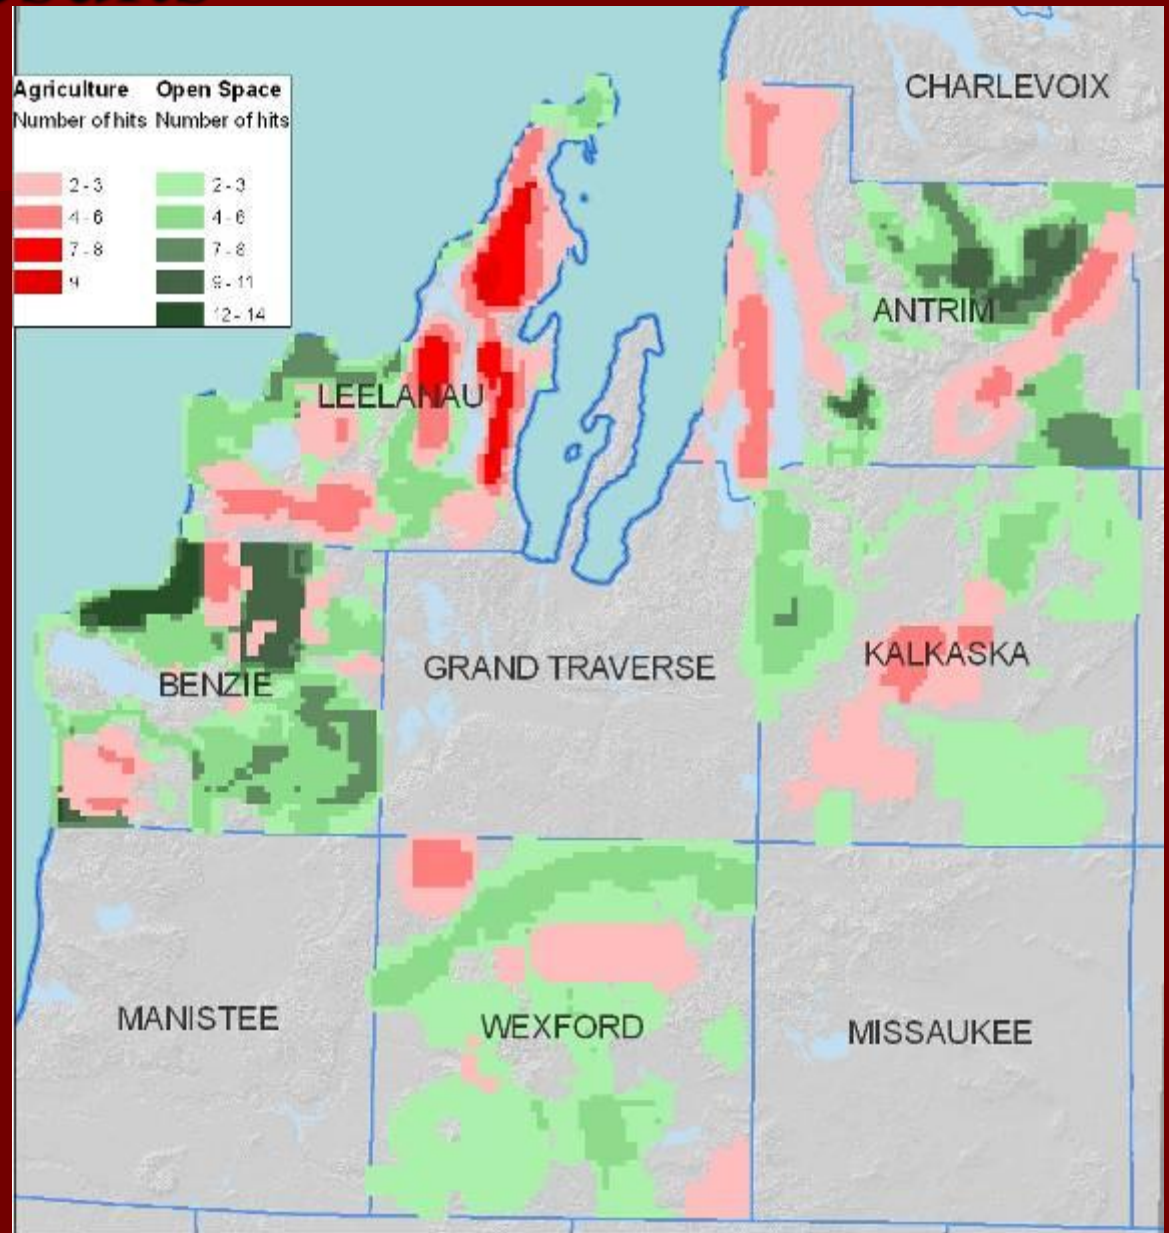 Agriculture Open Space
Number of hits Number of hits
2 - 3 2 - 3
4 - 6 4 - 6
7 - 8 7 - 8
9 9 - 11
12 - 14
CHARLEVOIX
ANTRIM
LEELANAU
KALKASKA
GRAND TRAVERSE
BENZIE
MANISTEE
WEXFORD
MISSAUKEE